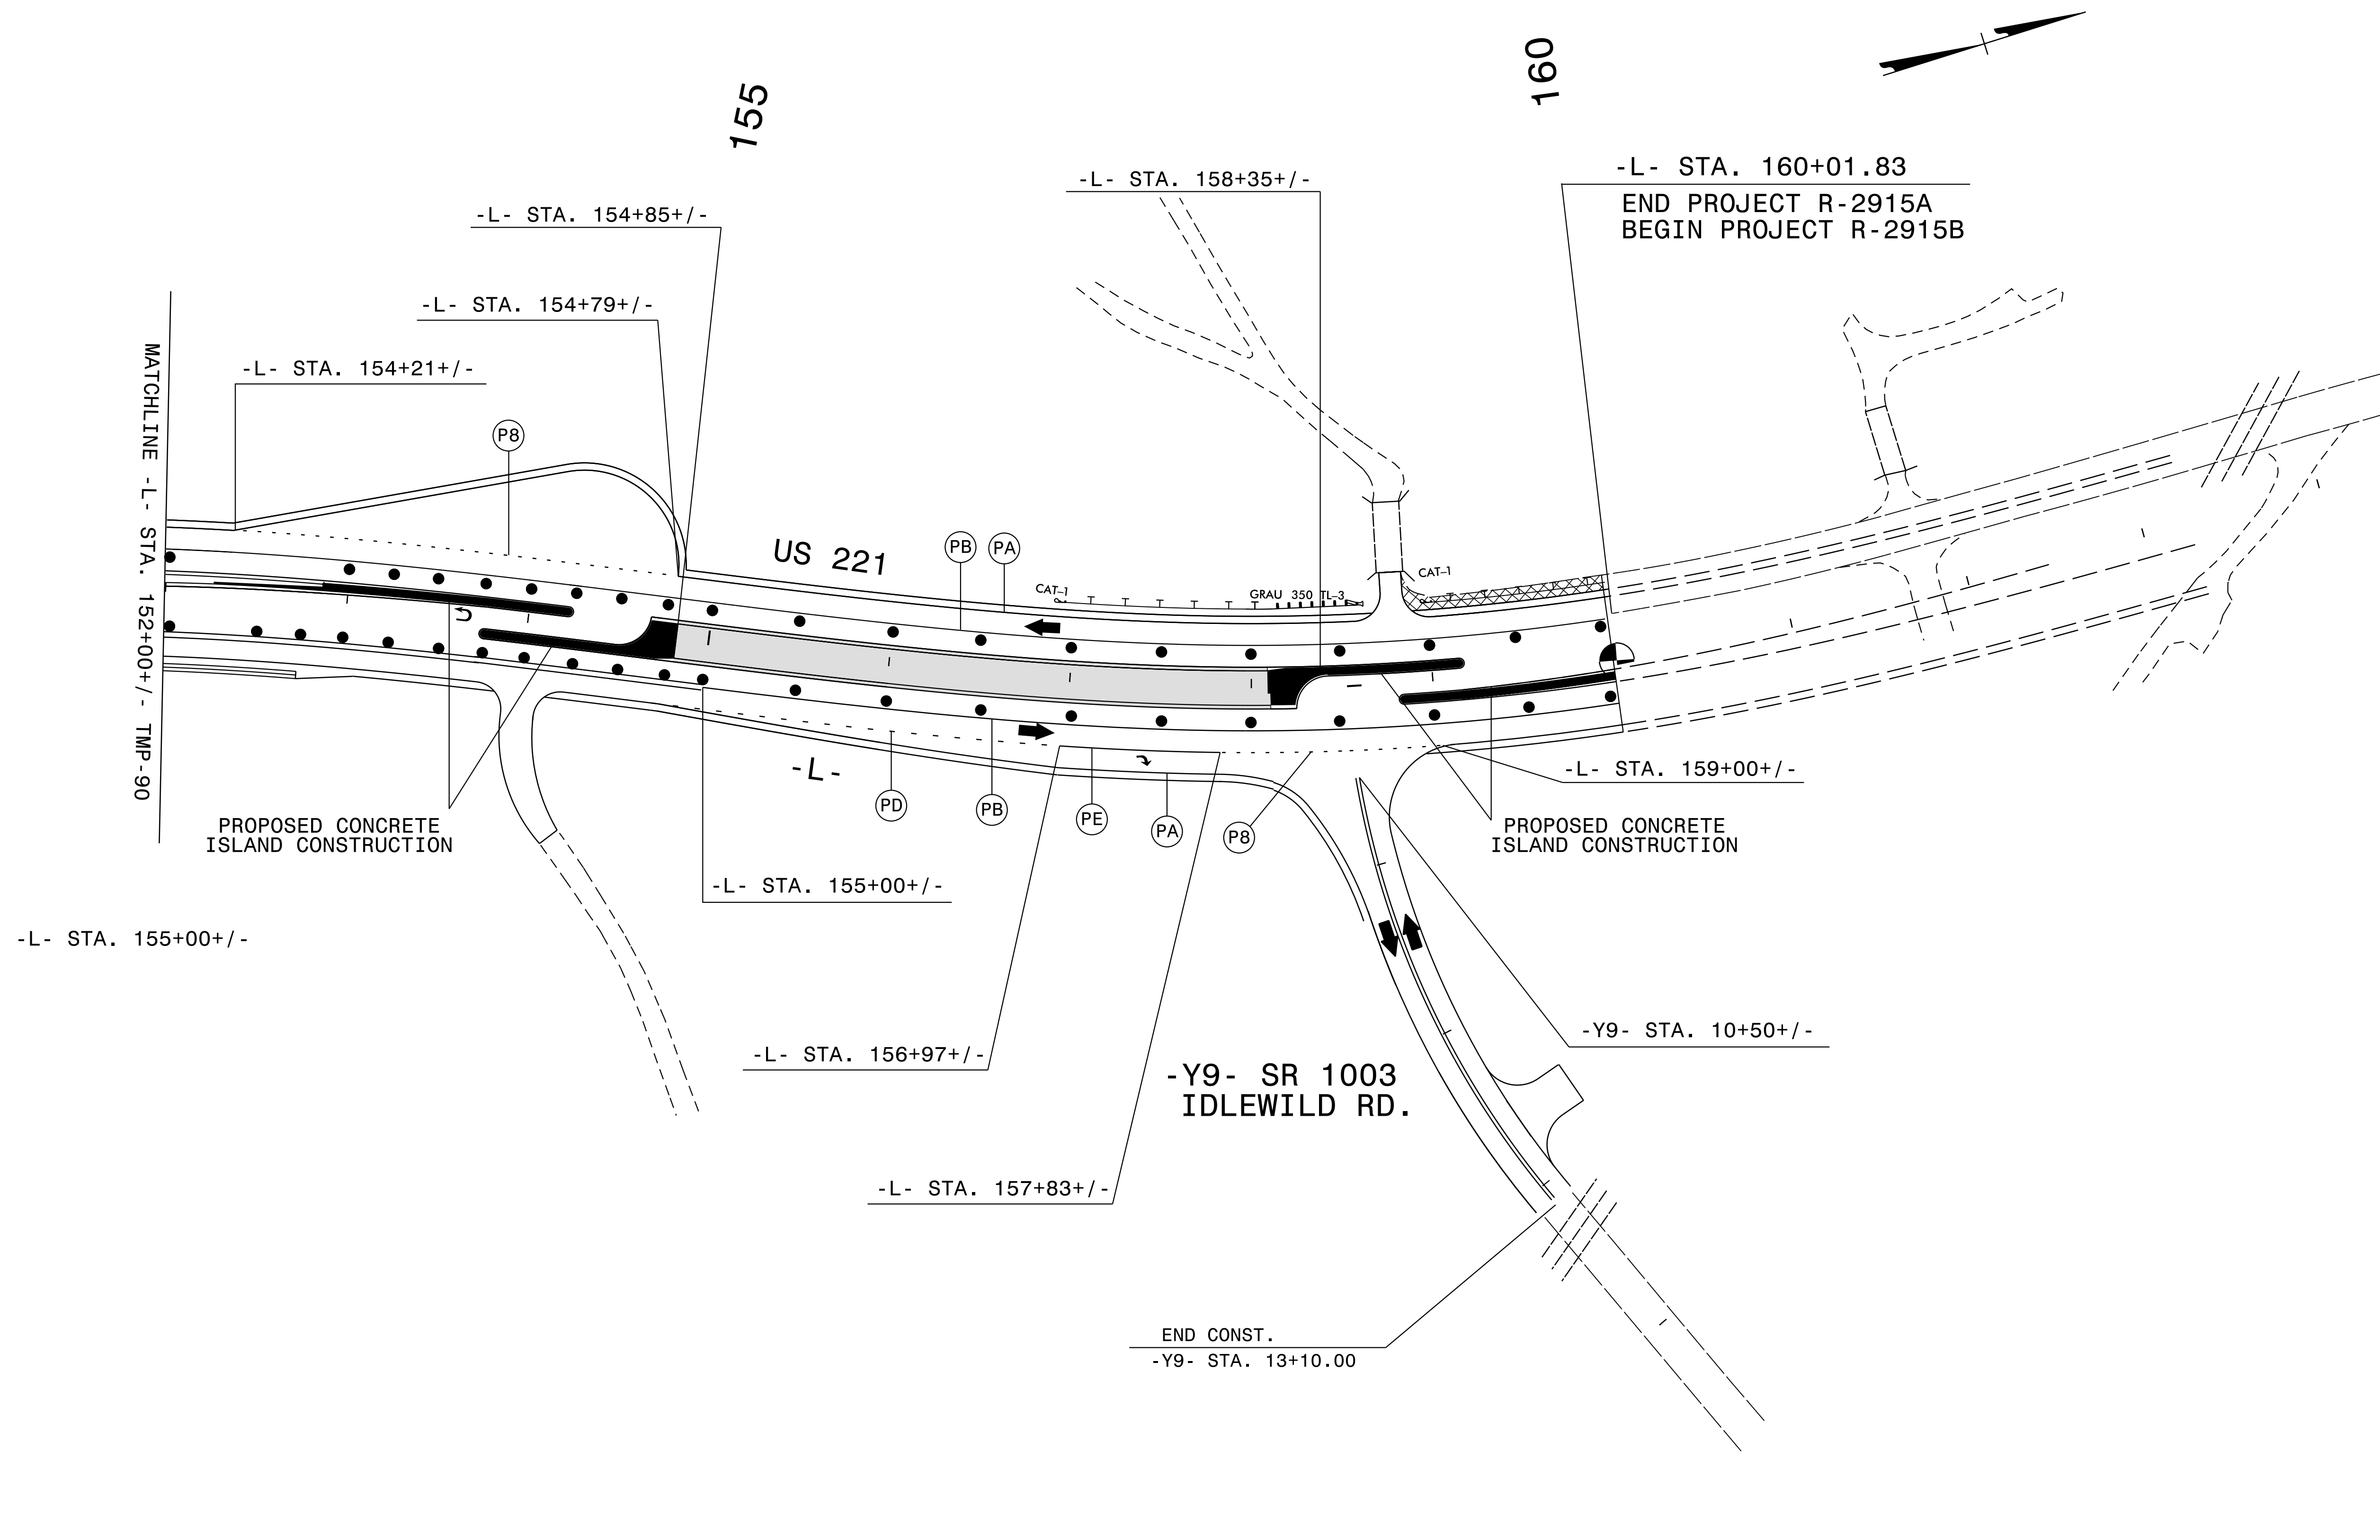 155
160
-L- STA. 160+01.83
END PROJECT R-2915A
BEGIN PROJECT R-2915B
-L- STA. 158+35+/-
-L- STA. 154+85+/-
-L- STA. 154+79+/-
-L- STA. 154+21+/-
MATCHLINE -L- STA. 152+00+/- TMP-90
P8
US 221
PB
PA
CAT-1
GRAU 350 TL-3
CAT-1
-L-
PD
PB
PE
PA
P8
-L- STA. 159+00+/-
PROPOSED CONCRETE
ISLAND CONSTRUCTION
PROPOSED CONCRETE
ISLAND CONSTRUCTION
-L- STA. 155+00+/-
-L- STA. 155+00+/-
-Y9- STA. 10+50+/-
-L- STA. 156+97+/-
-Y9- SR 1003
IDLEWILD RD.
-L- STA. 157+83+/-
END CONST.
-Y9- STA. 13+10.00